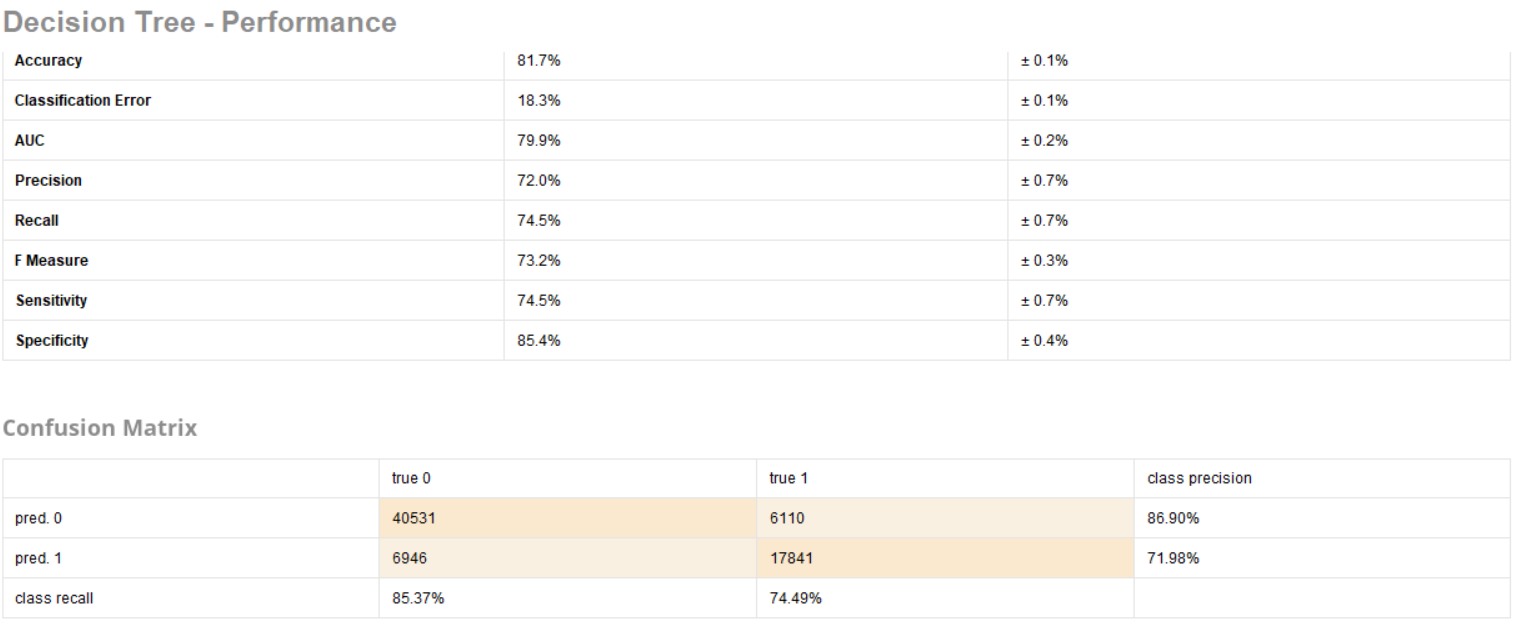 Decision Tree - Performance
Accuracy 81.7% ± 0.1%
Classification Error 18.3% ± 0.1%
AUC 79.9% ± 0.2%
Precision 72.0% ± 0.7%
Recall 74.5% ± 0.7%
F Measure 73.2% ± 0.3%
Sensitivity 74.5% ± 0.7%
Specificity 85.4% ± 0.4%
Confusion Matrix
true 0 true 1 class precision
pred. 0 40531 6110 86.90%
pred. 1 6946 17841 71.98%
class recall 85.37% 74.49%